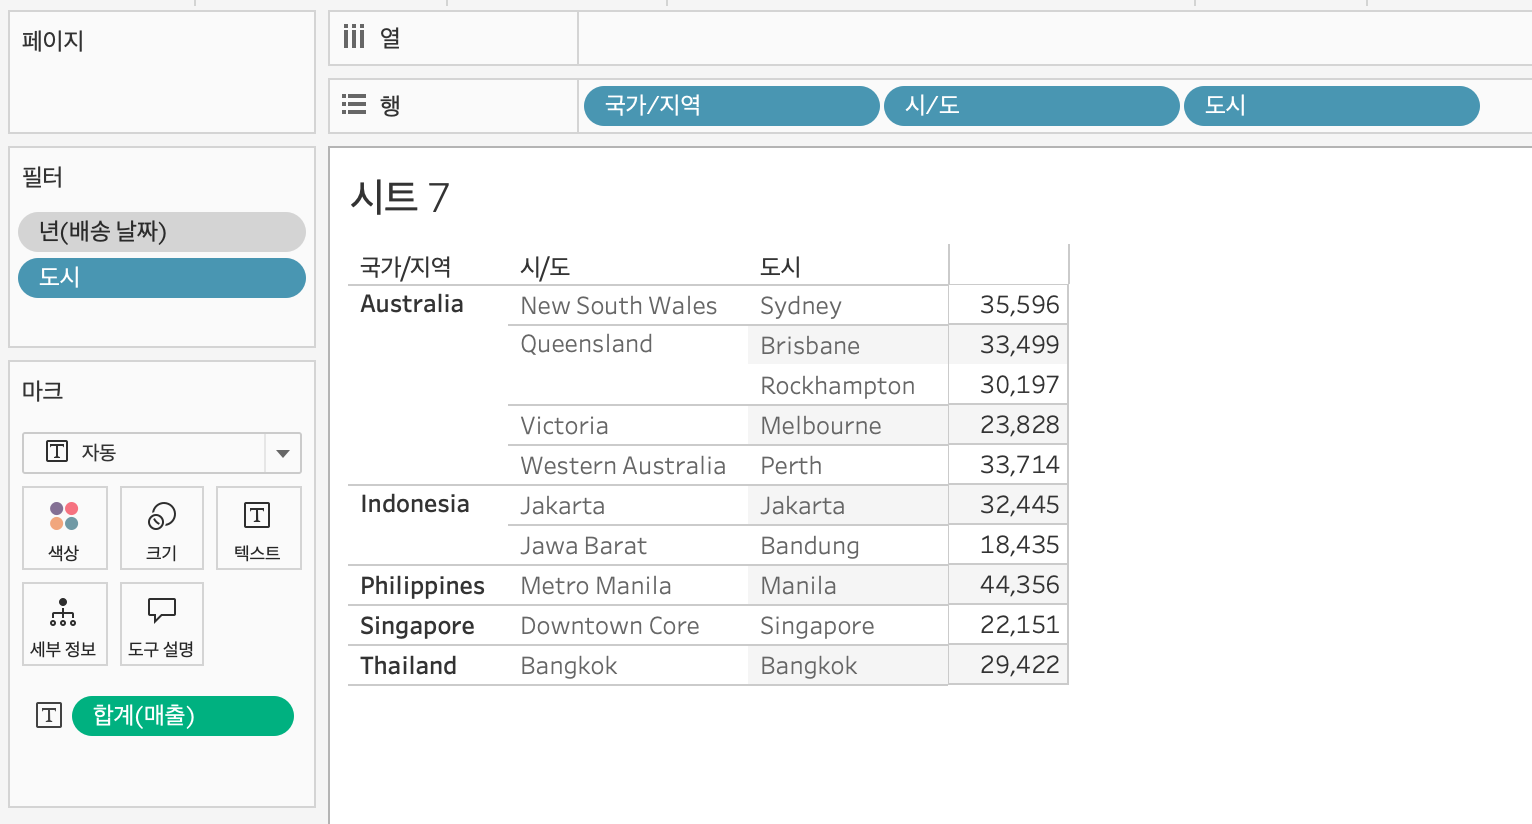 페이지
열
행
국가/지역
시/도
도시
필터
년(배송 날짜)
도시
마크
자동
색상
크기
텍스트
세부 정보
도구 설명
합계(매출)
시트 7
국가/지역 시/도 도시
Australia New South Wales Sydney 35,596
Queensland Brisbane 33,499
Rockhampton 30,197
Victoria Melbourne 23,828
Western Australia Perth 33,714
Indonesia Jakarta Jakarta 32,445
Jawa Barat Bandung 18,435
Philippines Metro Manila Manila 44,356
Singapore Downtown Core Singapore 22,151
Thailand Bangkok Bangkok 29,422